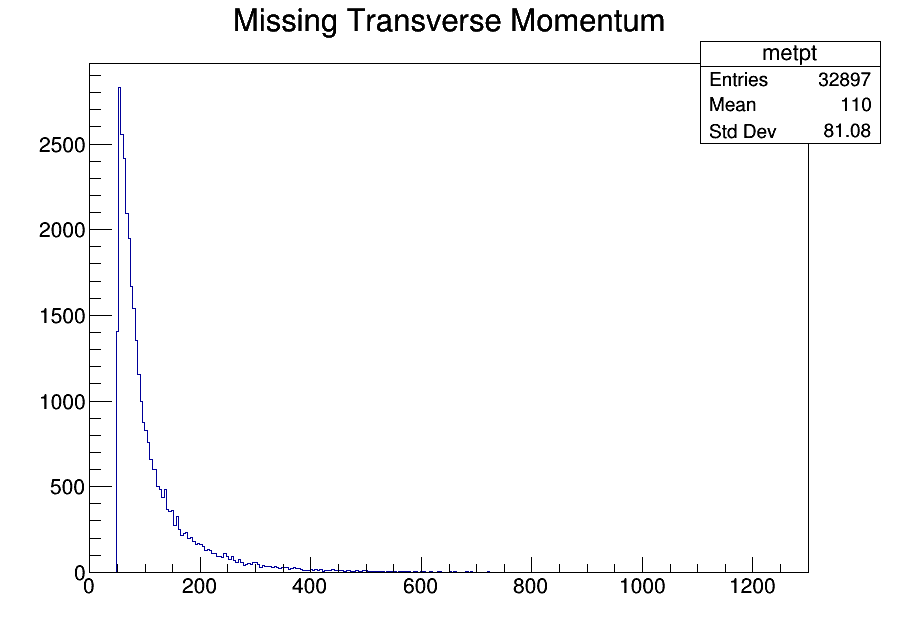 Missing Transverse Momentum
metpt
Entries 32897
Mean 110
Std Dev 81.08
2500
2000
1500
1000
500
0
0 200 400 600 800 1000 1200